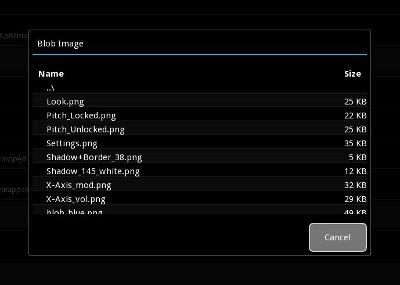 Blob Image
Name Size
..\
Look.png 25 KB
Pitch_Locked.png 22 KB
Pitch_Unlocked.png 25 KB
Settings.png 35 KB
Shadow+Border_38.png 5 KB
Shadow_145_white.png 12 KB
X-Axis_mod.png 32 KB
X-Axis_vol.png 29 KB
blob_blue.png 49 KB
Cancel
snapped
snapped